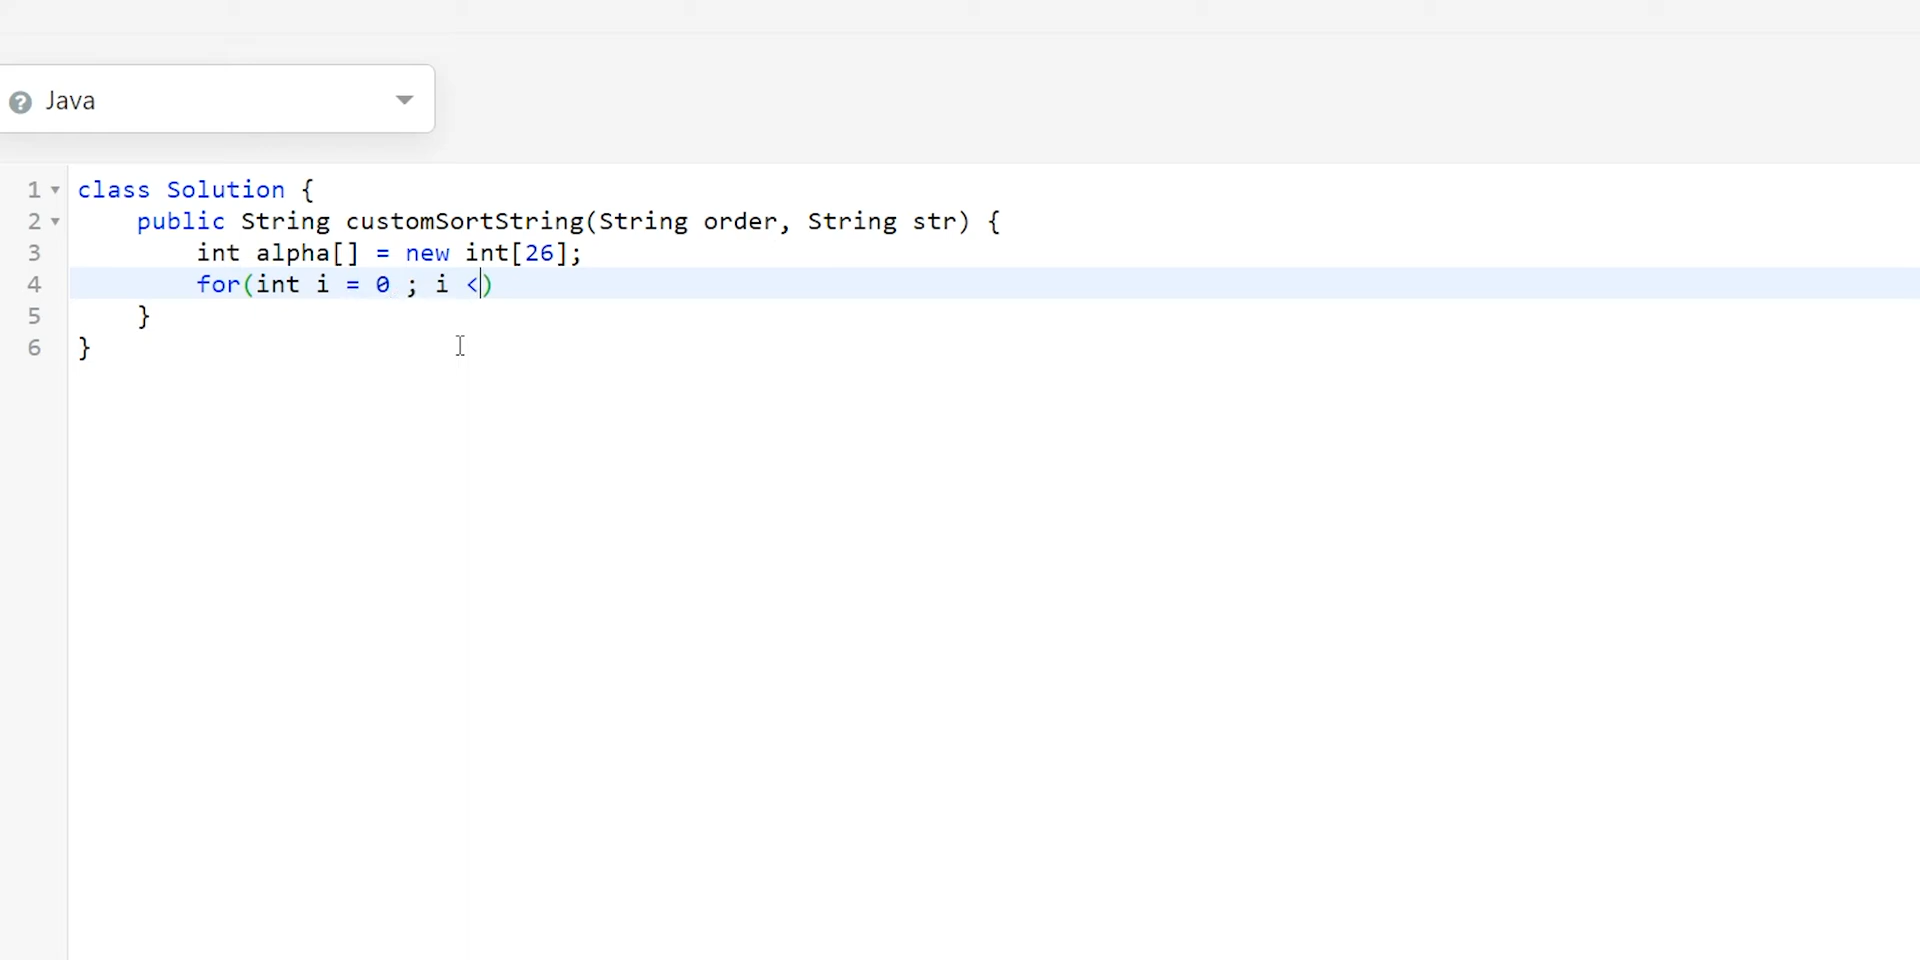 Java
1 class Solution {
2 public String customSortString(String order, String str) {
3 int alpha[] = new int[26];
4 for(int i = 0 ; i <)
5 }
6 }